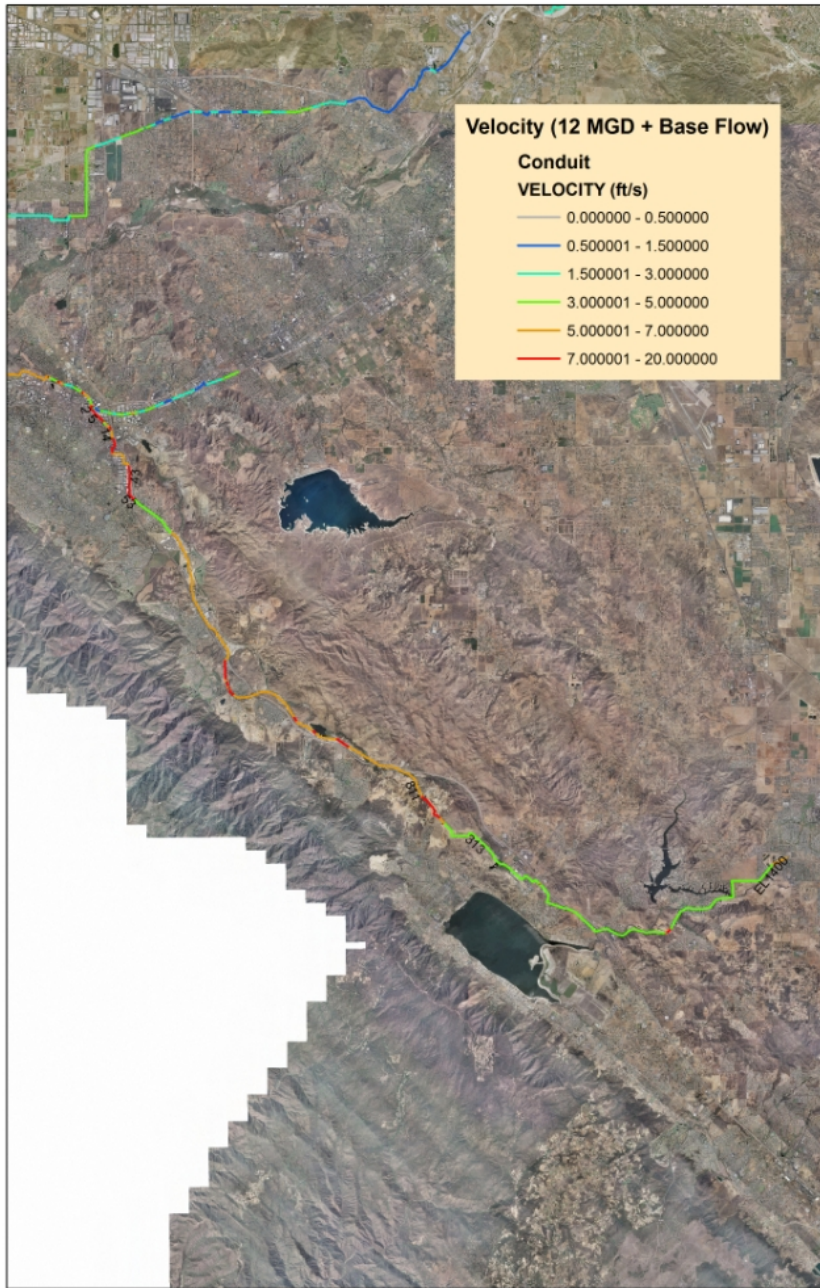 Velocity (12 MGD + Base Flow)
Conduit
VELOCITY (ft/s)
0.000000 - 0.500000
0.500001 - 1.500000
1.500001 - 3.000000
3.000001 - 5.000000
5.000001 - 7.000000
7.000001 - 20.000000
313
EL1400